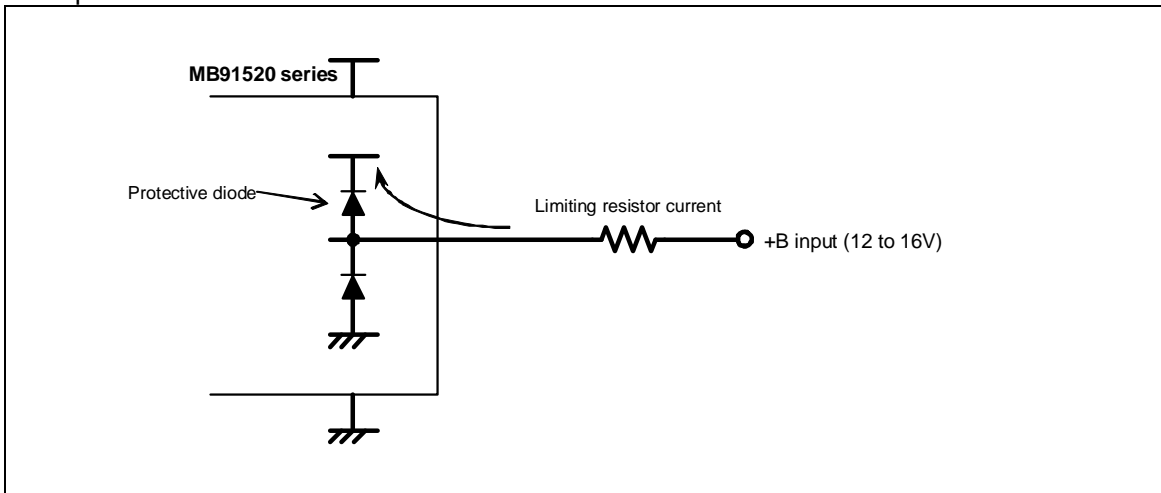 MB91520 series
Protective diode
Limiting resistor current
+B input (12 to 16V)